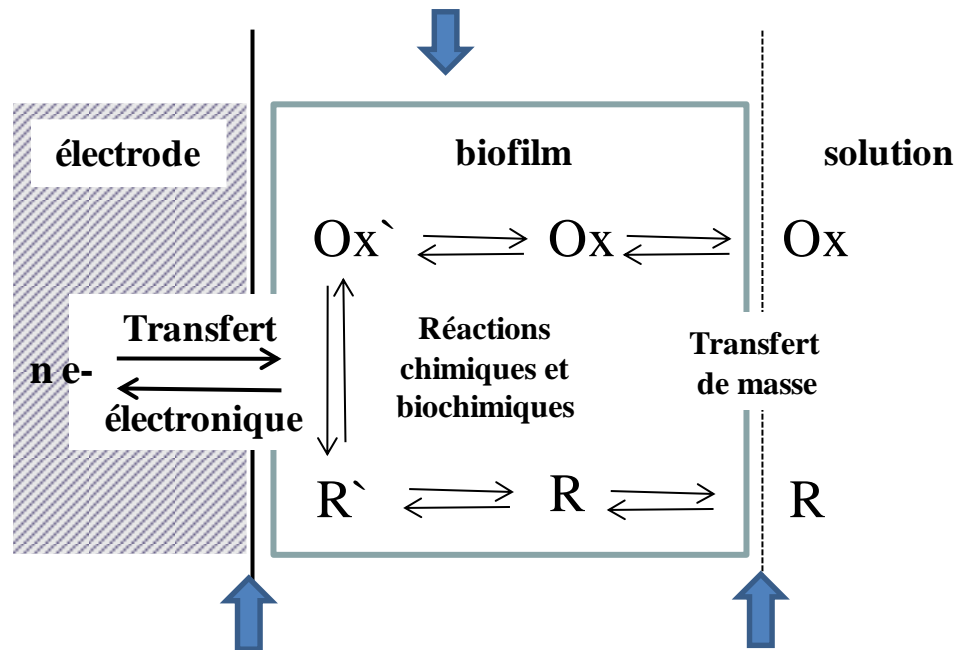 électrode
biofilm
solution
Ox`
Ox
Ox
Transfert
n e-
électronique
Réactions
chimiques et
biochimiques
Transfert
de masse
R`
R
R